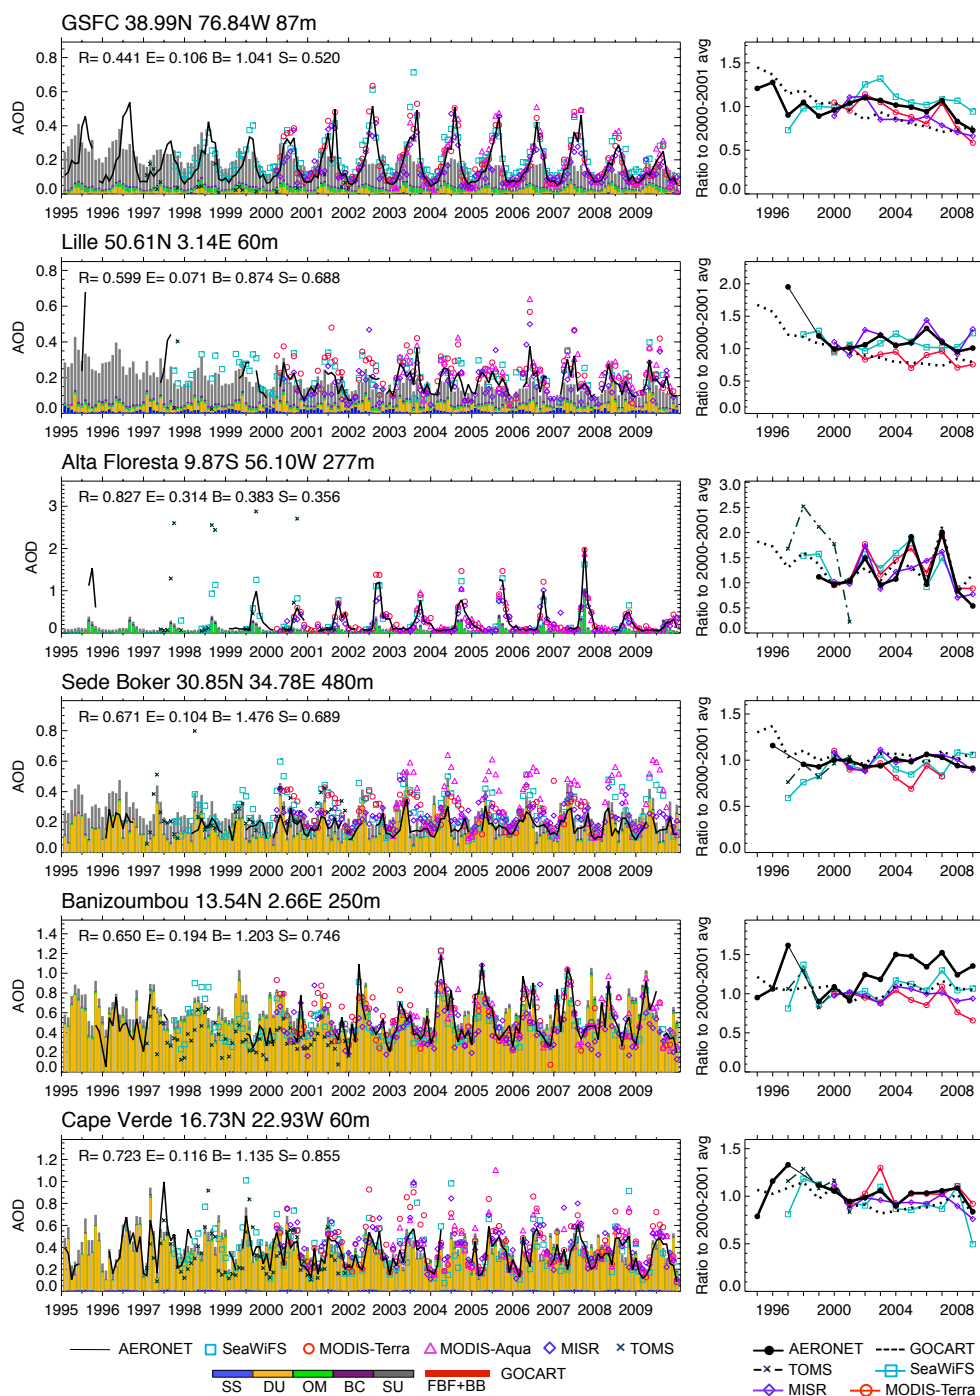 GSFC 38.99N 76.84W 87m
R= 0.441 E= 0.106 B= 1.041 S= 0.520
AOD
0.8
0.6
0.4
0.2
0.0
1995 1996 1997 1998 1999 2000 2001 2002 2003 2004 2005 2006 2007 2008 2009
Ratio to 2000-2001 avg
1.5
1.0
0.5
0.0
1996 2000 2004 2008
Lille 50.61N 3.14E 60m
R= 0.599 E= 0.071 B= 0.874 S= 0.688
AOD
0.8
0.6
0.4
0.2
0.0
1995 1996 1997 1998 1999 2000 2001 2002 2003 2004 2005 2006 2007 2008 2009
Ratio to 2000-2001 avg
2.0
1.5
1.0
0.5
0.0
1996 2000 2004 2008
Alta Floresta 9.87S 56.10W 277m
R= 0.827 E= 0.314 B= 0.383 S= 0.356
AOD
3
2
1
0
1995 1996 1997 1998 1999 2000 2001 2002 2003 2004 2005 2006 2007 2008 2009
Ratio to 2000-2001 avg
3.0
2.5
2.0
1.5
1.0
0.5
0.0
1996 2000 2004 2008
Sede Boker 30.85N 34.78E 480m
R= 0.671 E= 0.104 B= 1.476 S= 0.689
AOD
0.8
0.6
0.4
0.2
0.0
1995 1996 1997 1998 1999 2000 2001 2002 2003 2004 2005 2006 2007 2008 2009
Ratio to 2000-2001 avg
1.5
1.0
0.5
0.0
1996 2000 2004 2008
Banizoumbou 13.54N 2.66E 250m
R= 0.650 E= 0.194 B= 1.203 S= 0.746
AOD
1.4
1.2
1.0
0.8
0.6
0.4
0.2
0.0
1995 1996 1997 1998 1999 2000 2001 2002 2003 2004 2005 2006 2007 2008 2009
Ratio to 2000-2001 avg
1.5
1.0
0.5
0.0
1996 2000 2004 2008
Cape Verde 16.73N 22.93W 60m
R= 0.723 E= 0.116 B= 1.135 S= 0.855
AOD
1.2
1.0
0.8
0.6
0.4
0.2
0.0
1995 1996 1997 1998 1999 2000 2001 2002 2003 2004 2005 2006 2007 2008 2009
Ratio to 2000-2001 avg
1.5
1.0
0.5
0.0
1996 2000 2004 2008
AERONET SeaWiFS MODIS-Terra MODIS-Aqua MISR TOMS
SS DU OM BC SU FBF+BB GOCART
AERONET GOCART
TOMS SeaWiFS
MISR MODIS-Terra